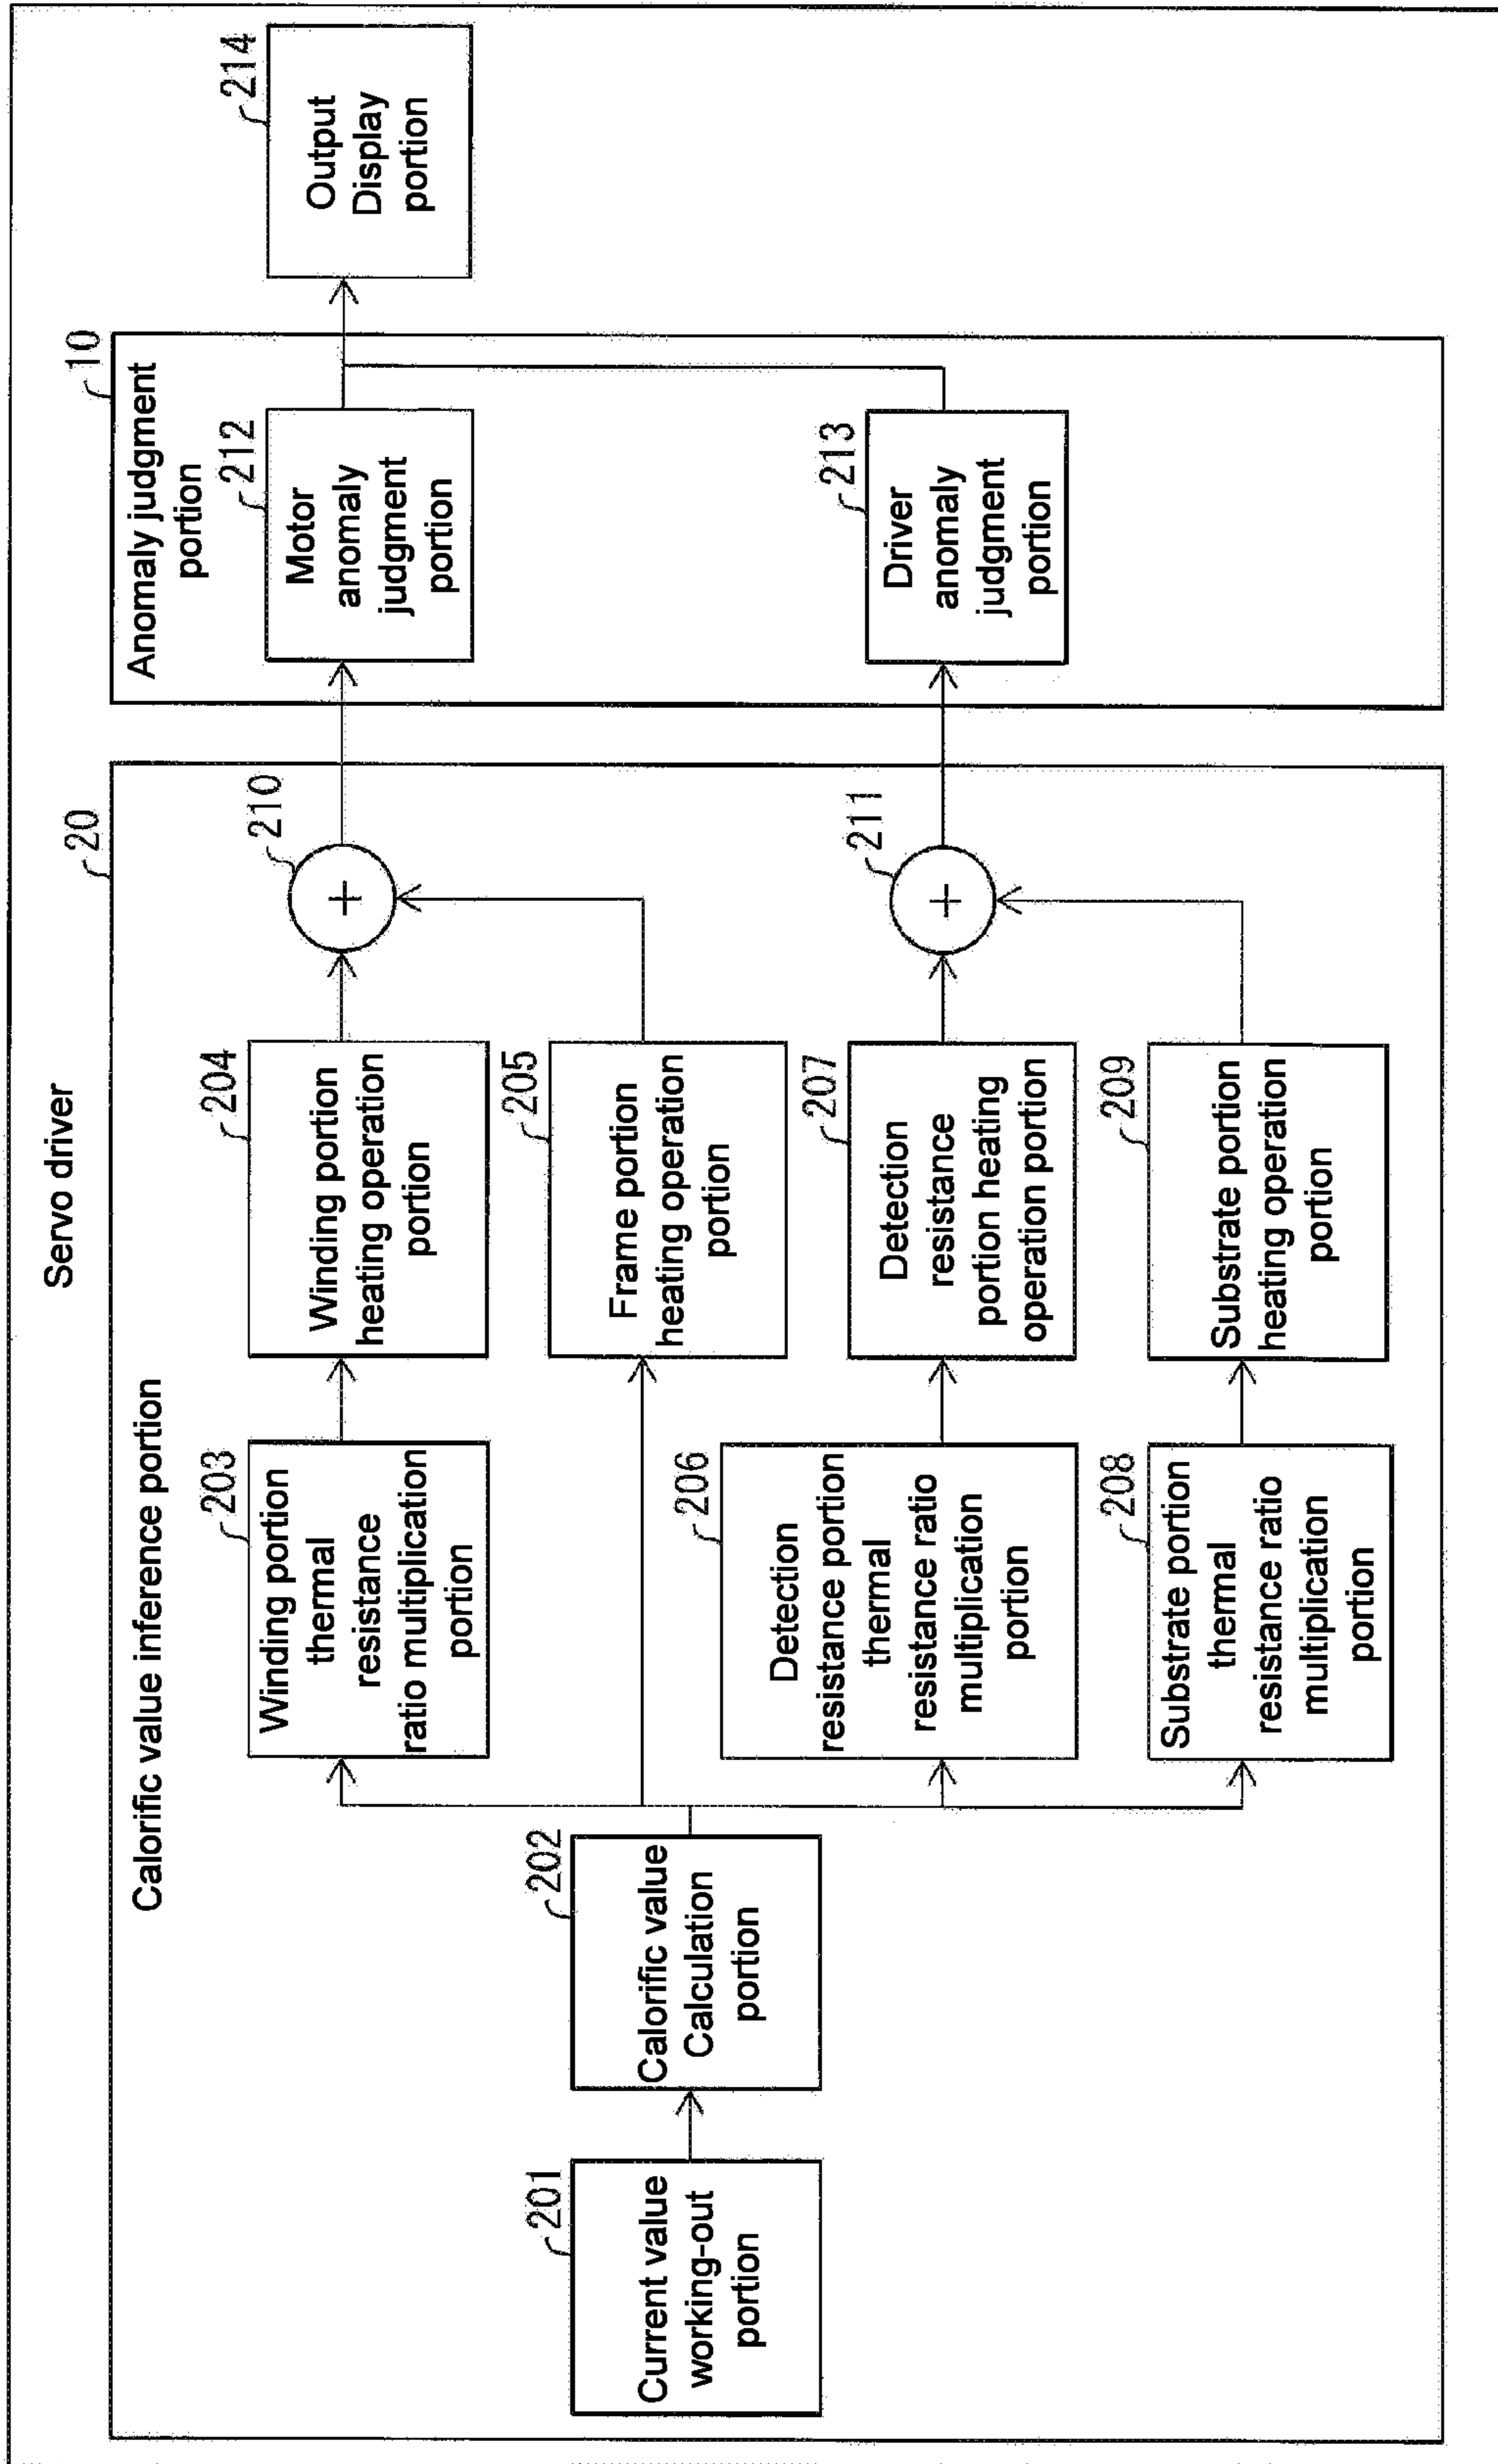 Servo driver
20
Calorific value inference portion
201
Current value
working-out
portion
202
Calorific value
Calculation
portion
203
Winding portion
thermal
resistance
ratio multiplication
portion
204
Winding portion
heating operation
portion
205
Frame portion
heating operation
portion
206
Detection
resistance portion
thermal
resistance ratio
multiplication
portion
207
Detection
resistance
portion heating
operation portion
208
Substrate portion
thermal
resistance ratio
multiplication
portion
209
Substrate portion
heating operation
portion
210
+
211
+
10
Anomaly judgment
portion
212
Motor
anomaly
judgment
portion
213
Driver
anomaly
judgment
portion
214
Output
Display
portion